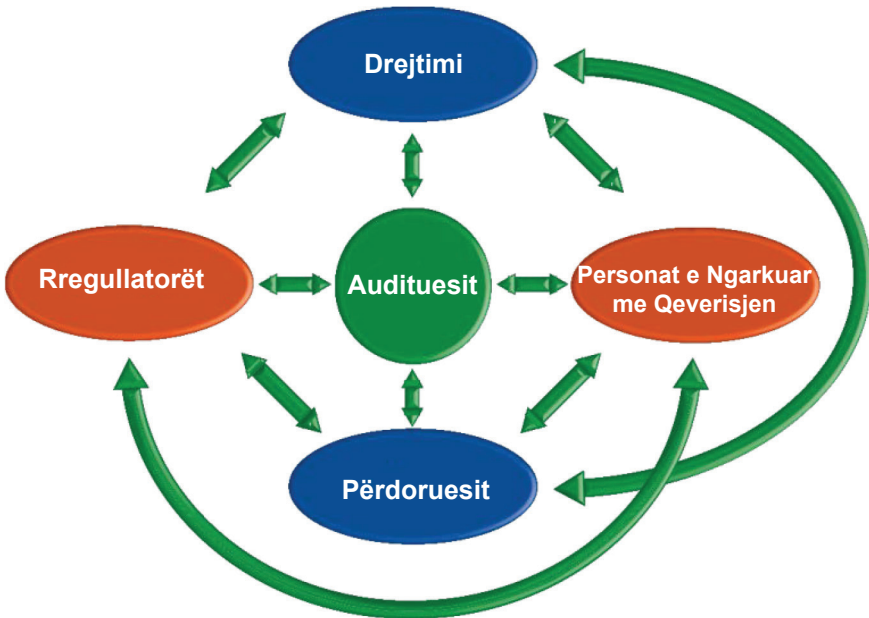 Drejtimi
Rregullatorët
Audituesit
Personat e Ngarkuar
me Qeverisjen
Përdoruesit